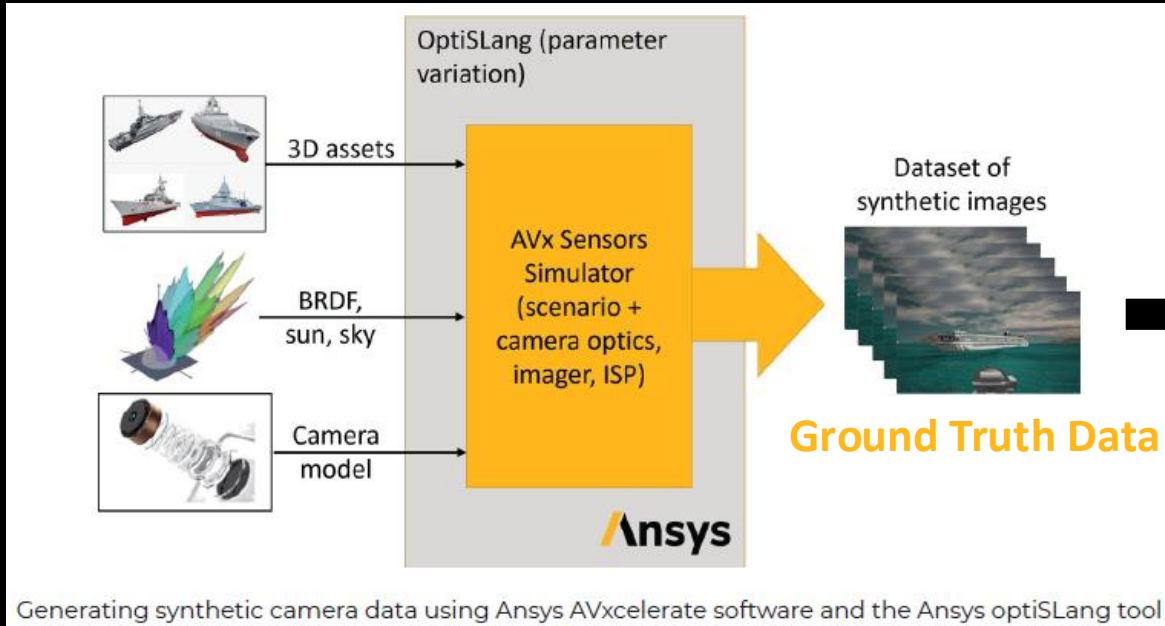 OptiSLang (parameter
variation)
3D assets
BRDF,
sun, sky
Camera
model
AVx Sensors
Simulator
(scenario +
camera optics,
imager, ISP)
Ansys
Dataset of
synthetic images
Ground Truth Data
Generating synthetic camera data using Ansys AVxcelerate software and the Ansys optiSLang tool